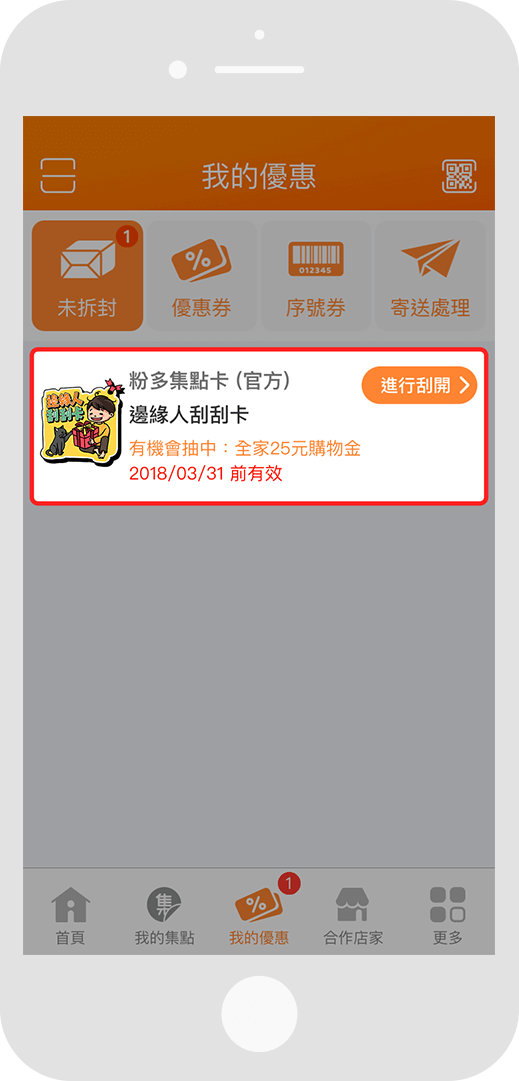 我的優惠
1
未拆封
優惠券
012345
序號券
寄送處理
粉多集點卡 (官方)
進行刮開
邊緣人
刮刮卡
邊緣人刮刮卡
有機會抽中：全家25元購物金
2018/03/31 前有效
1
集
首頁
我的集點
我的優惠
合作店家
更多